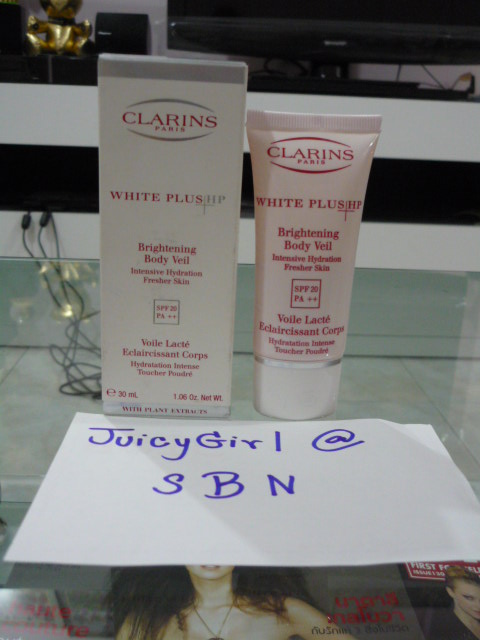 CLARINS
PARIS
WHITE PLUS HP
Brightening
Body Veil
Intensive Hydration
Fresher Skin
SPF 20
PA ++
Voile Lacté
Eclaircissant Corps
Hydratation Intense
Toucher Poudré
℮ 30 mL 1.06 Oz. Net Wt.
WITH PLANT EXTRACTS
CLARINS
PARIS
WHITE PLUS HP
Brightening
Body Veil
Intensive Hydration
Fresher Skin
SPF 20
PA ++
Voile Lacté
Eclaircissant Corps
Hydratation Intense
Toucher Poudré
JuicyGirl @
SBN